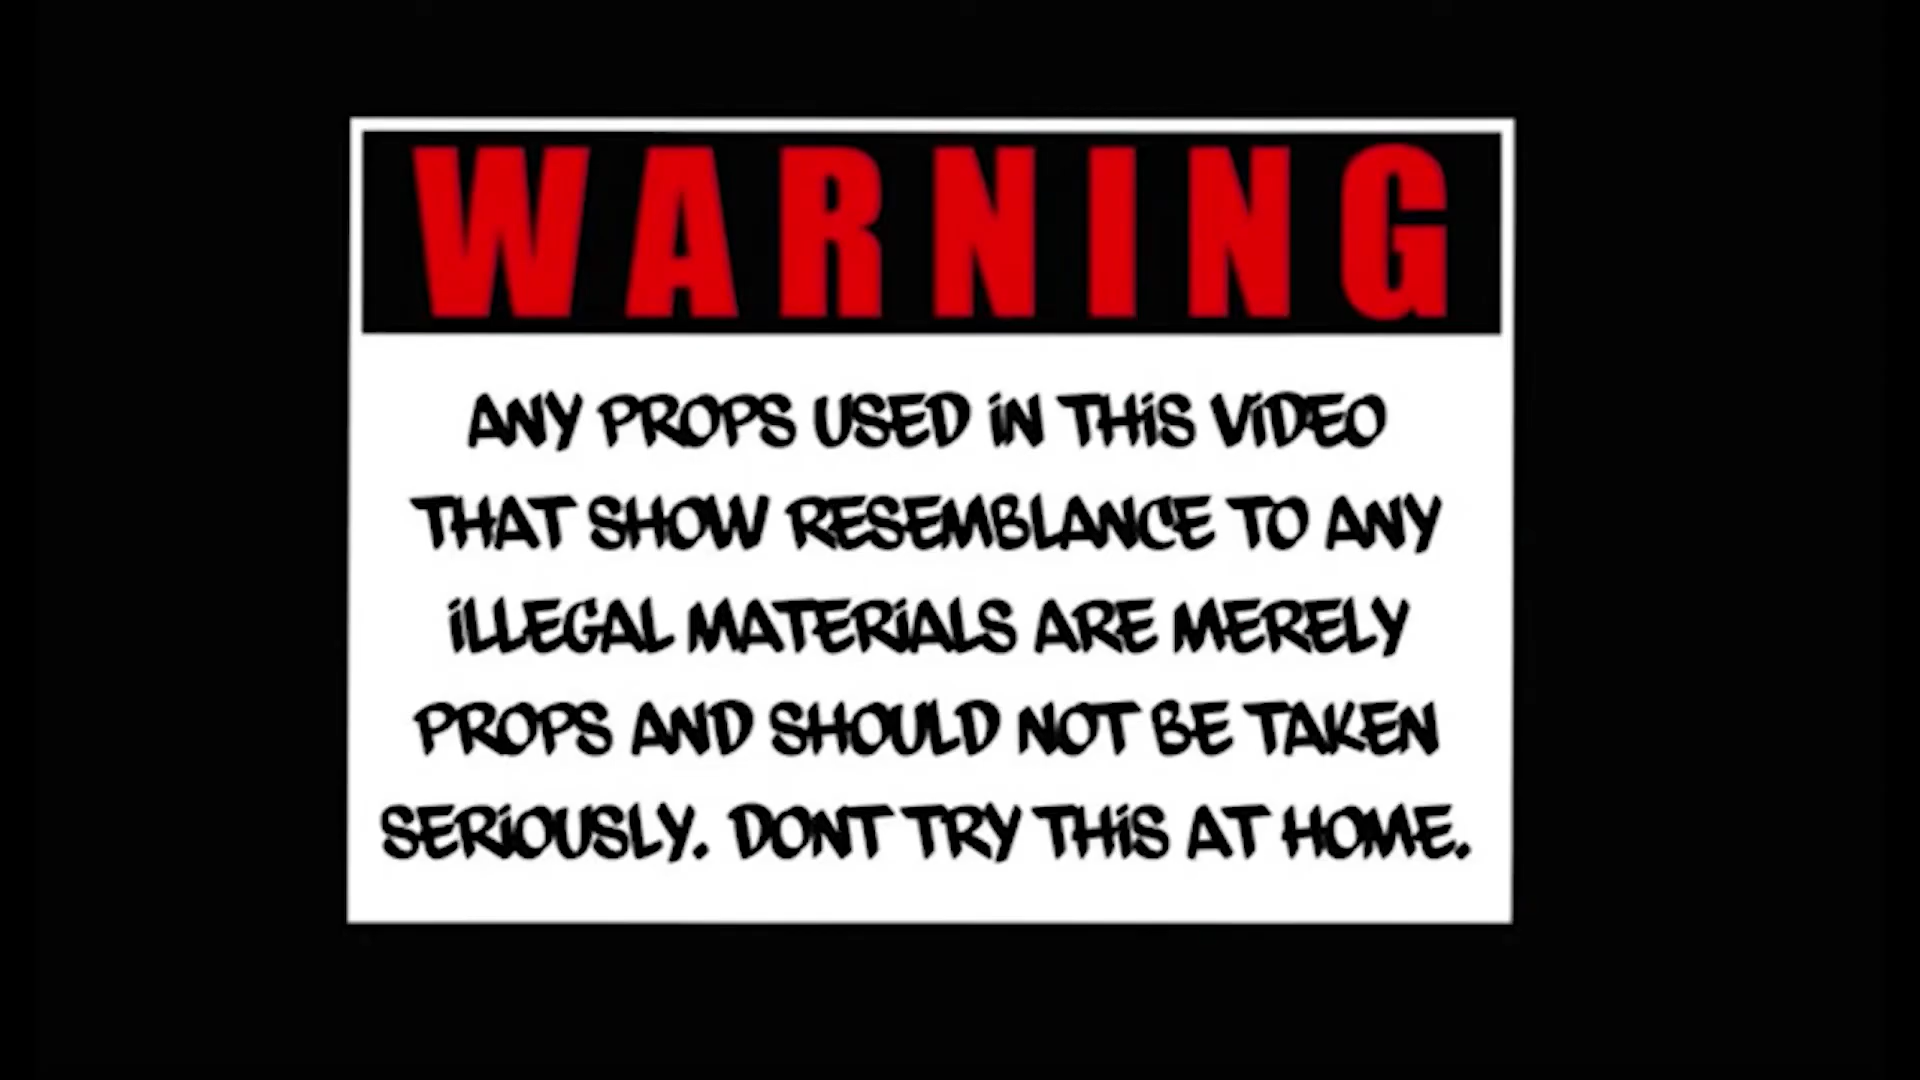 WARNING
ANY PROPS USED iN THiS ViDEO
THAT SHOW RESEMBLANCE TO ANY
iLLEGAL MATERiALS ARE MERELY
PROPS AND SHOULD NOT BE TAKEN
SERiOUSLY. DONT TRY THiS AT HOME.